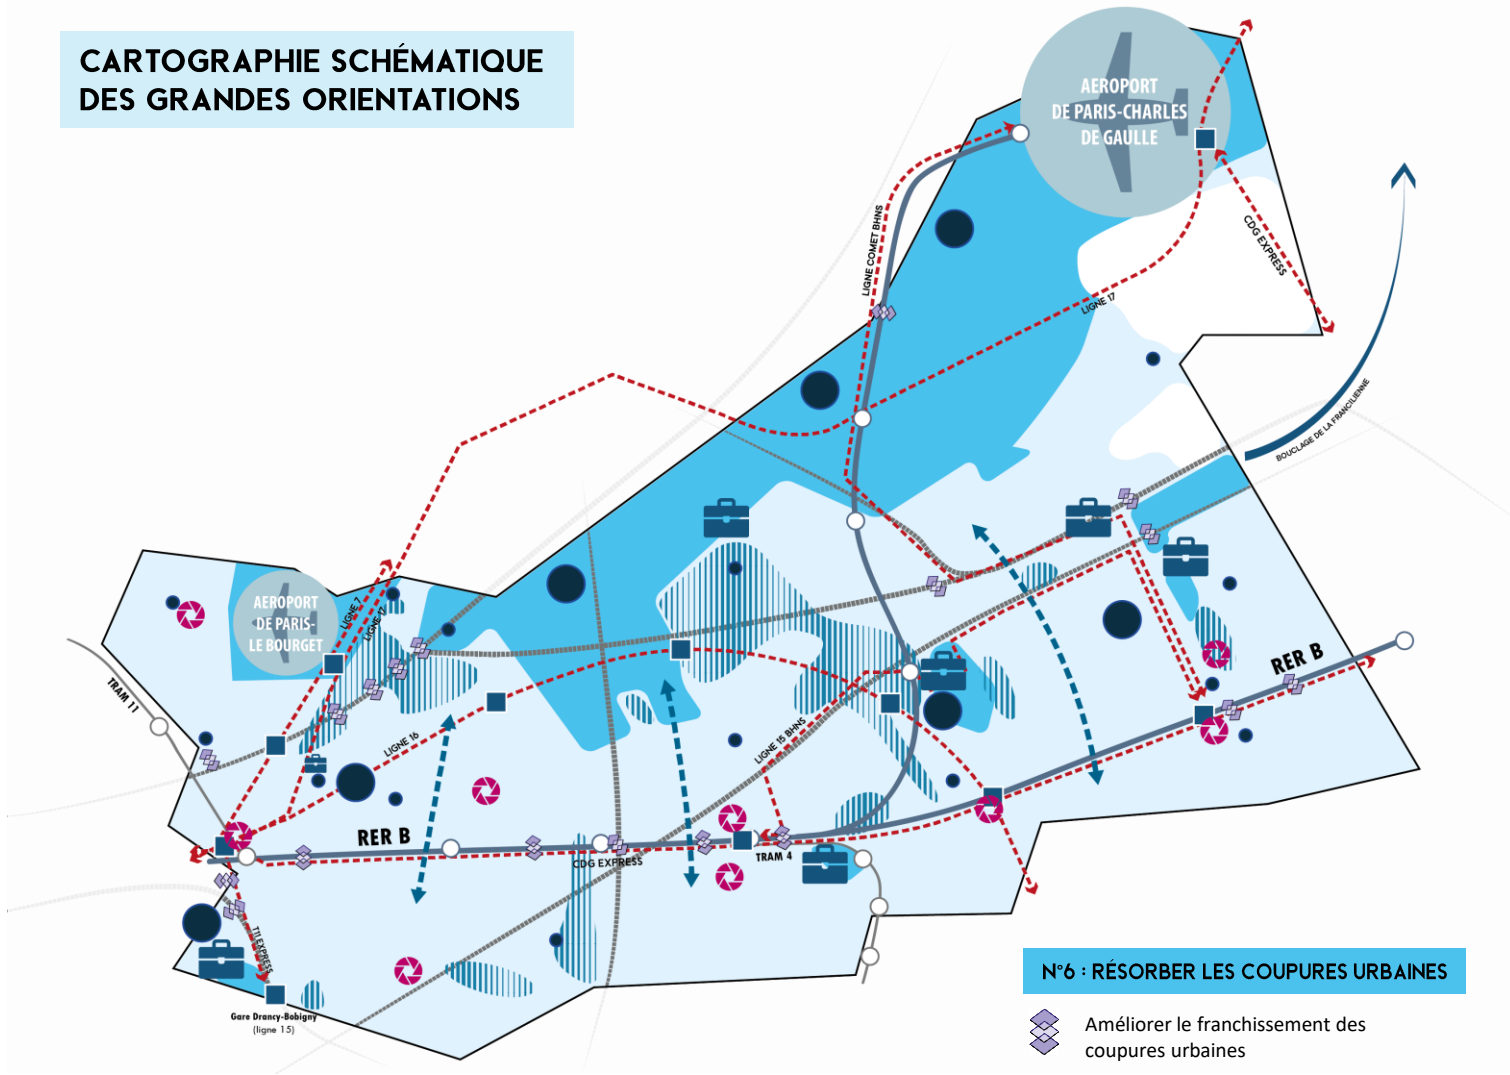 CARTOGRAPHIE SCHÉMATIQUE
DES GRANDES ORIENTATIONS
AEROPORT
DE PARIS-CHARLES
DE GAULLE
LIGNE COMET BHNS
CDG EXPRESS
LIGNE 17
BOUCLAGE DE LA FRANCILIENNE
AEROPORT
DE PARIS-
LE BOURGET
LIGNE 7
LIGNE 17
TRAM 11
RER B
LIGNE 16
LIGNE 15 BHNS
RER B
CDG EXPRESS
TRAM 4
T11 EXPRESS
Gare Drancy-Bobigny
(ligne 15)
N°6 : RÉSORBER LES COUPURES URBAINES
Améliorer le franchissement des
coupures urbaines